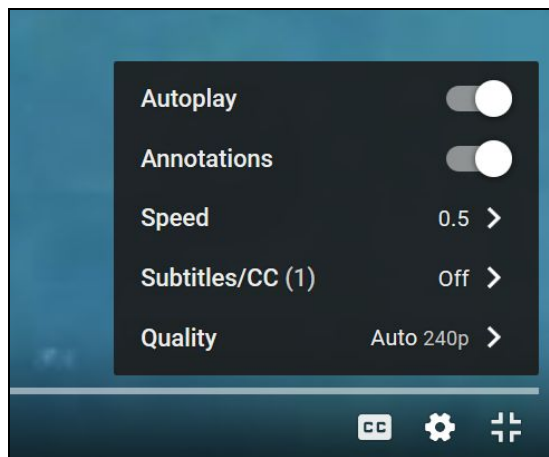 Autoplay
Annotations
Speed 0.5
Subtitles/CC (1) Off
Quality Auto 240p
CC